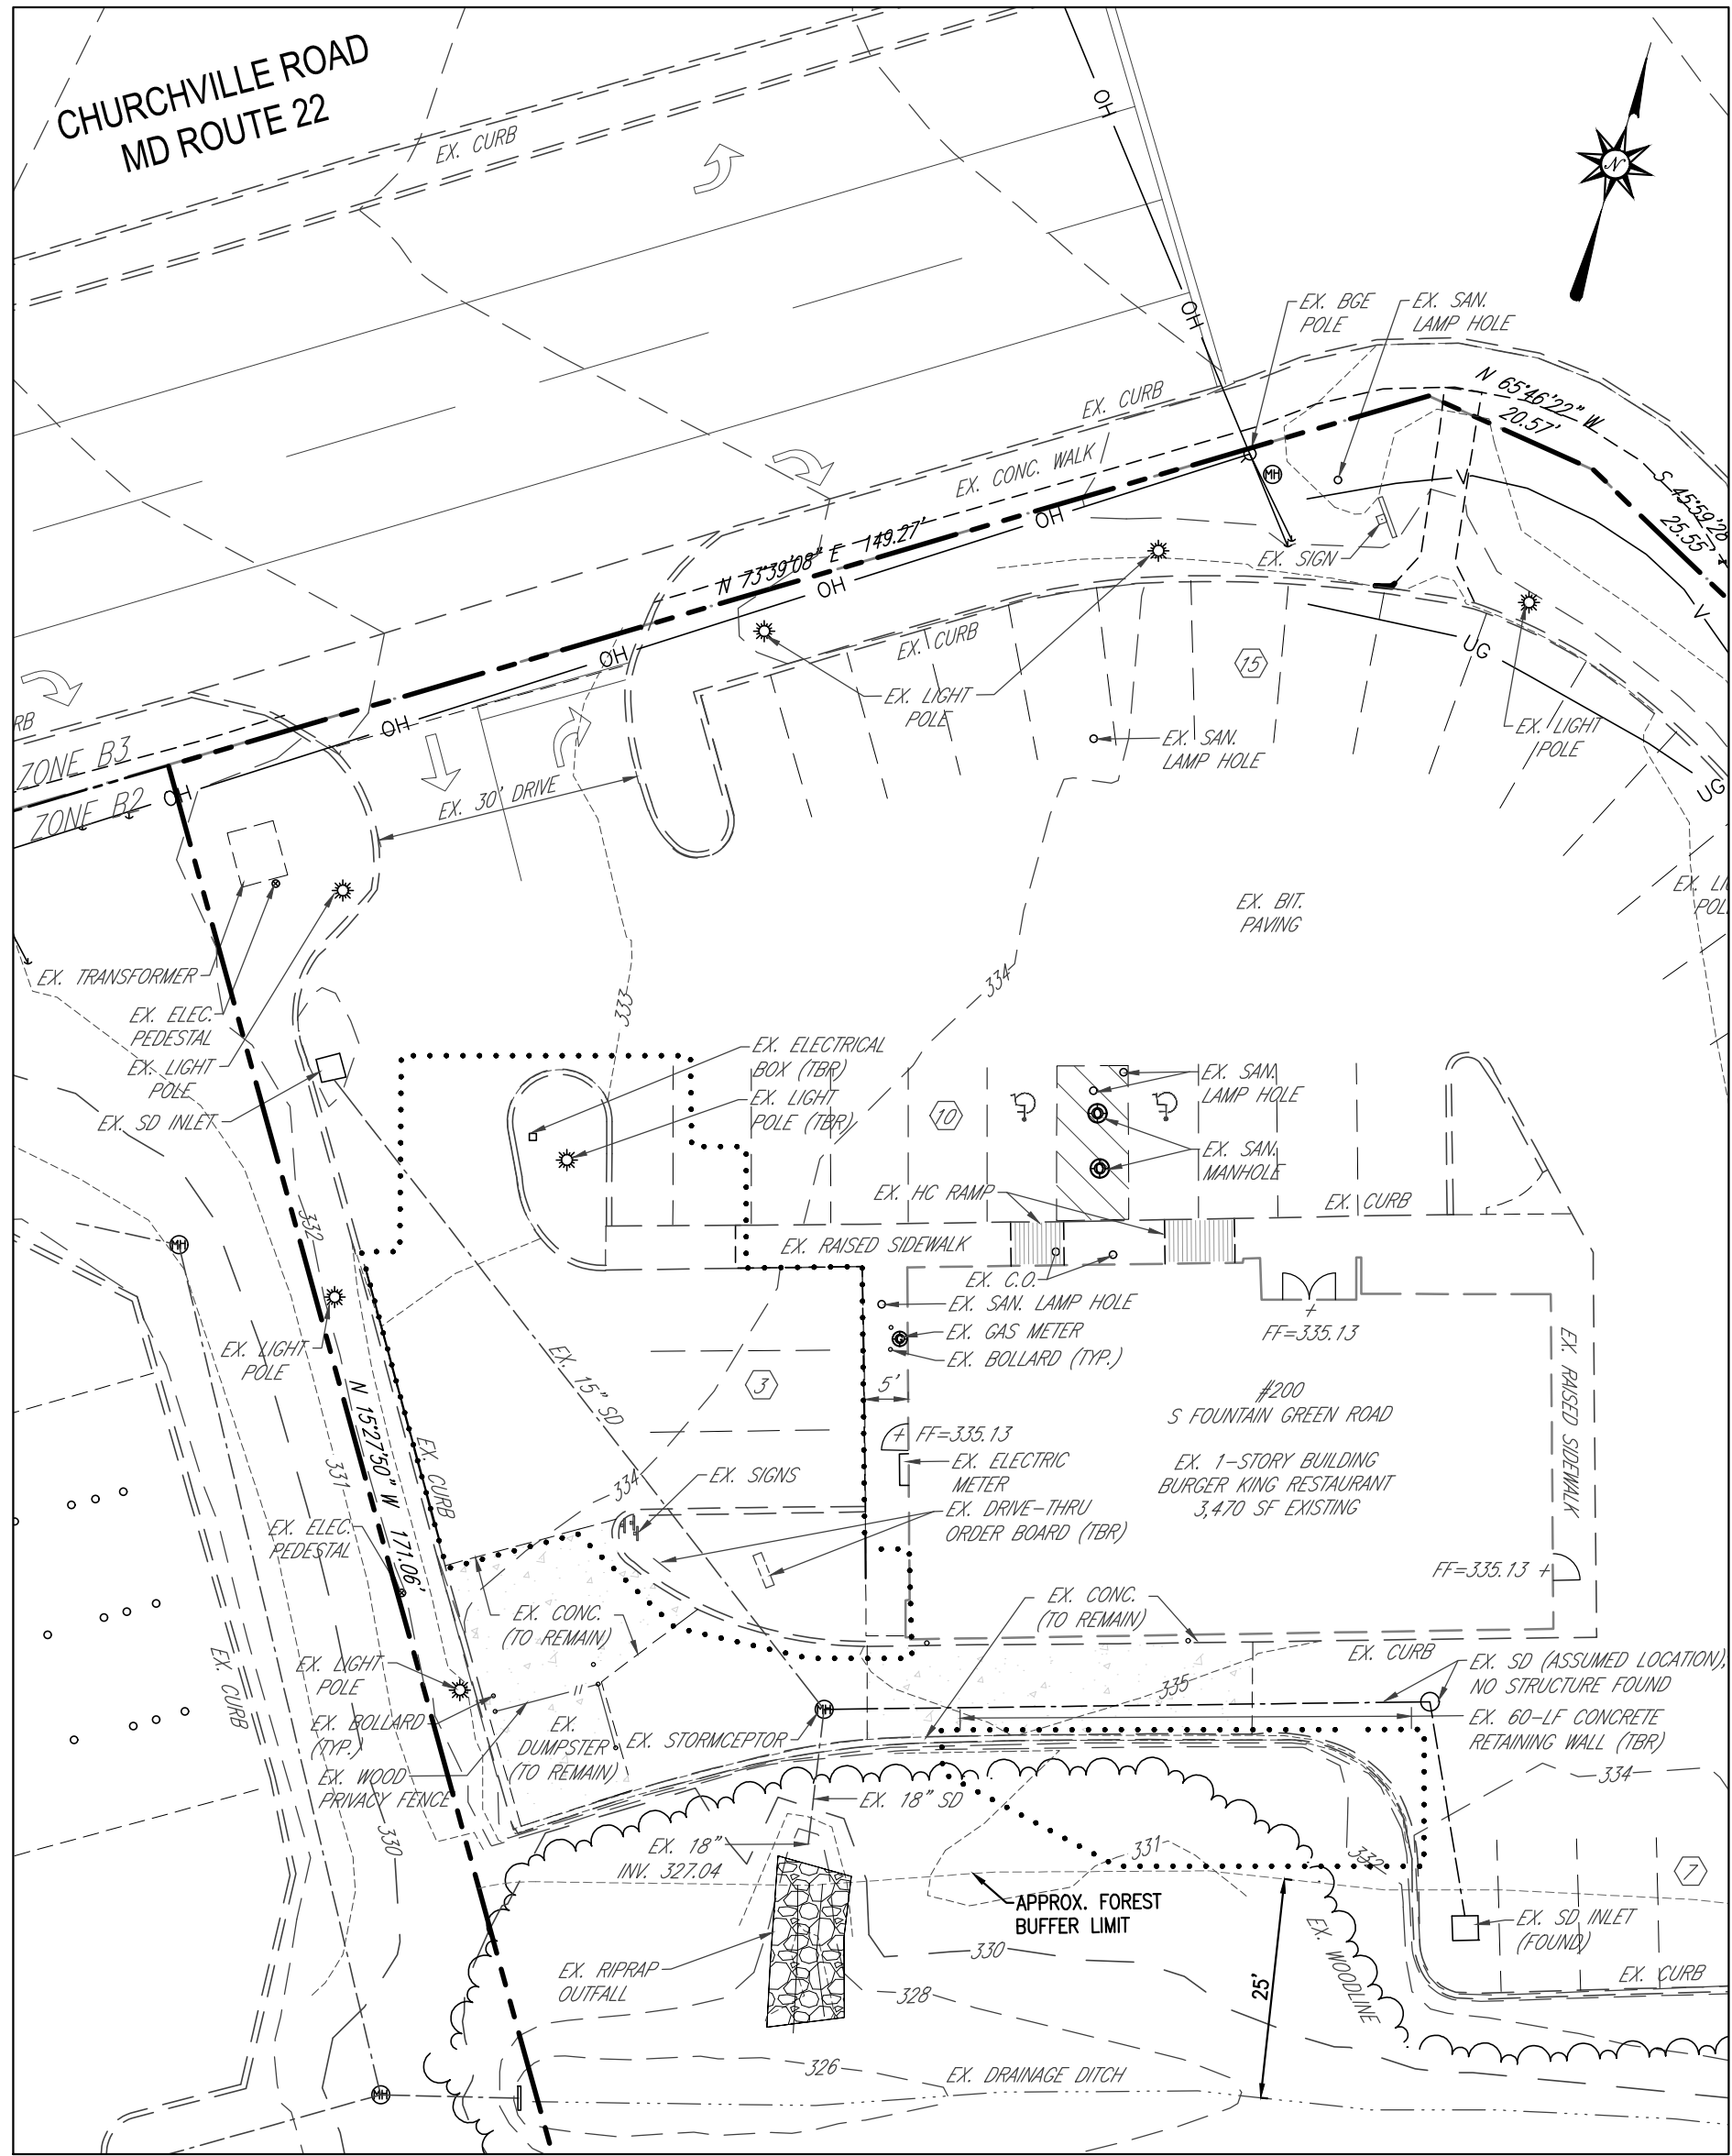 CHURCHVILLE ROAD
MD ROUTE 22
EX. CURB
OH
OH
N
EX. BGE
POLE
EX. SAN.
LAMP HOLE
EX. CURB
N 65°46'22" W
20.57'
EX. CONC. WALK
MH
V
S 45°59'28"
25.55'
N 73°39'08" E 149.27'
OH
OH
OH
OH
OH
EX. SIGN
V
EX. CURB
15
UG
UG
EX. LIGHT
POLE
EX. SAN.
LAMP HOLE
EX. LIGHT
POLE
RB
ZONE B3
ZONE B2
EX. 30' DRIVE
EX. BIT.
PAVING
EX. LI
POL
EX. TRANSFORMER
EX. ELEC.
PEDESTAL
EX. LIGHT
POLE
EX. SD INLET
333
334
EX. ELECTRICAL
BOX (TBR)
EX. LIGHT
POLE (TBR)
10
EX. SAN.
LAMP HOLE
EX. SAN.
MANHOLE
EX. HC RAMP
EX. CURB
MH
332
EX. RAISED SIDEWALK
EX. C.O.
EX. SAN. LAMP HOLE
EX. GAS METER
G
EX. BOLLARD (TYP.)
FF=335.13
EX. LIGHT
POLE
N 15°27'50" W 171.06'
EX. 15" SD
3
5'
#200
S FOUNTAIN GREEN ROAD
EX. RAISED SIDEWALK
FF=335.13
EX. ELECTRIC
METER
EX. 1-STORY BUILDING
BURGER KING RESTAURANT
3,470 SF EXISTING
331
EX. CURB
334
EX. SIGNS
EX. DRIVE-THRU
ORDER BOARD (TBR)
EX. ELEC.
PEDESTAL
FF=335.13
EX. CONC.
(TO REMAIN)
EX. CONC.
(TO REMAIN)
EX. CURB
EX. LIGHT
POLE
EX. CURB
EX. SD (ASSUMED LOCATION),
NO STRUCTURE FOUND
335
MH
EX. BOLLARD
(TYP.)
EX.
DUMPSTER
(TO REMAIN)
EX. STORMCEPTOR
EX. 60-LF CONCRETE
RETAINING WALL (TBR)
EX. WOOD
PRIVACY FENCE
334
EX. 18" SD
330
EX. 18"
INV. 327.04
331
332
7
APPROX. FOREST
BUFFER LIMIT
EX. SD INLET
(FOUND)
EX. WOODLINE
330
EX. RIPRAP
OUTFALL
328
25'
EX. CURB
326
EX. DRAINAGE DITCH
MH